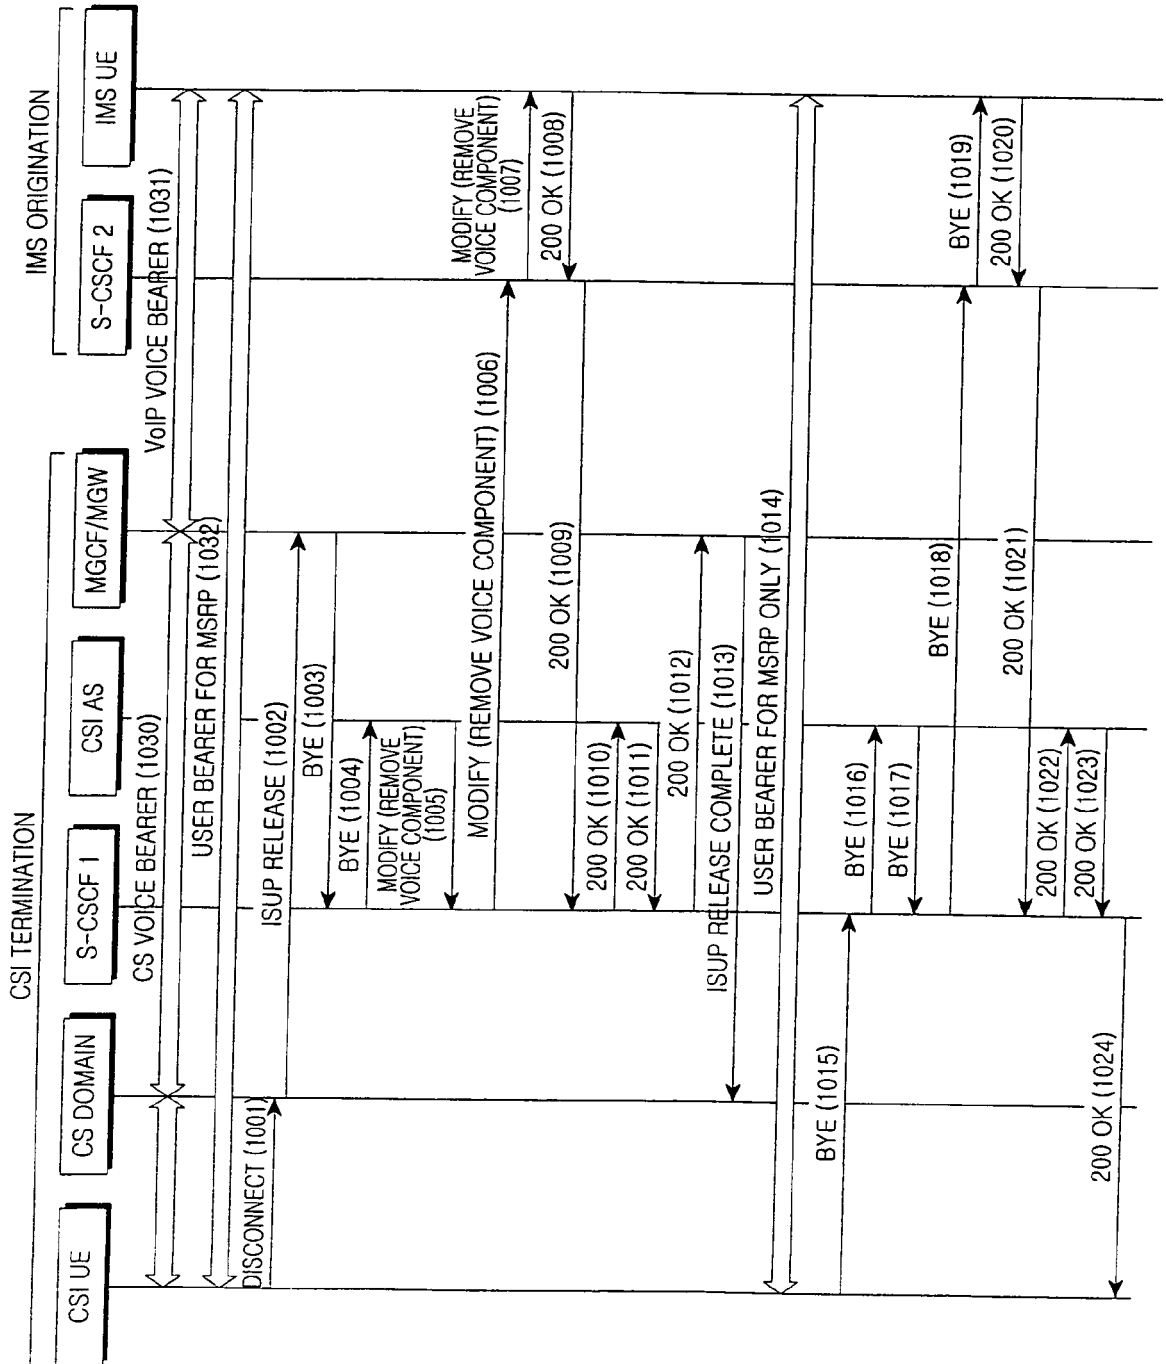 CSI TERMINATION
IMS ORIGINATION
CSI UE
CS DOMAIN
S-CSCF 1
CSI AS
MGCF/MGW
S-CSCF 2
IMS UE
CS VOICE BEARER (1030)
VoIP VOICE BEARER (1031)
USER BEARER FOR MSRP (1032)
DISCONNECT (1001)
ISUP RELEASE (1002)
BYE (1003)
BYE (1004)
MODIFY (REMOVE
VOICE COMPONENT)
(1005)
MODIFY (REMOVE VOICE COMPONENT) (1006)
MODIFY (REMOVE
VOICE COMPONENT)
(1007)
200 OK (1008)
200 OK (1009)
200 OK (1010)
200 OK (1011)
200 OK (1012)
ISUP RELEASE COMPLETE (1013)
USER BEARER FOR MSRP ONLY (1014)
BYE (1015)
BYE (1016)
BYE (1017)
BYE (1018)
BYE (1019)
200 OK (1020)
200 OK (1021)
200 OK (1022)
200 OK (1023)
200 OK (1024)